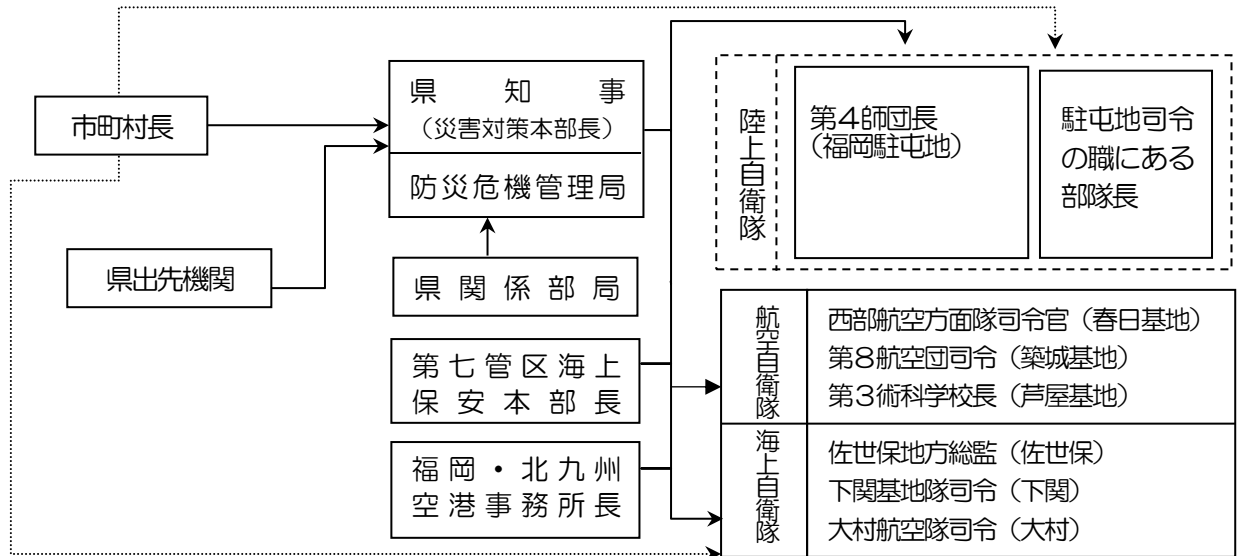 市町村長
県出先機関
県知事
（災害対策本部長）
防災危機管理局
県関係部局
第七管区海上
保安本部長
福岡・北九州
空港事務所長
陸上自衛隊
第4師団長
（福岡駐屯地）
駐屯地司令
の職にある
部隊長
航空自衛隊
西部航空方面隊司令官（春日基地）
第8航空団司令（築城基地）
第3術科学校長（芦屋基地）
海上自衛隊
佐世保地方総監（佐世保）
下関基地隊司令（下関）
大村航空隊司令（大村）